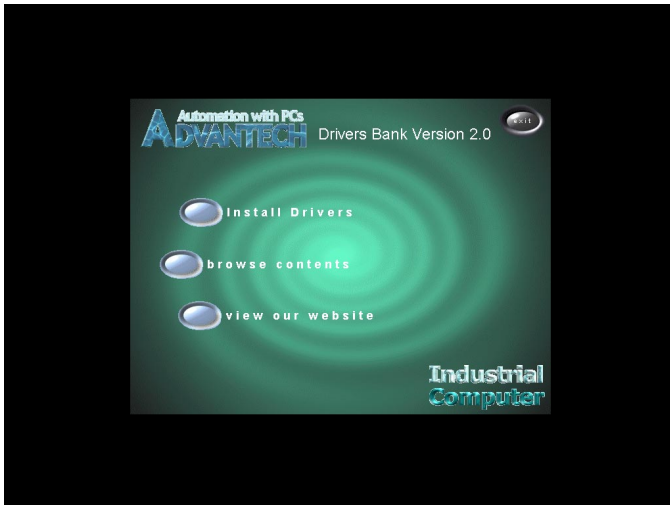 Automation with PCs
ADVANTECH
Drivers Bank Version 2.0
exit
Install Drivers
browse contents
view our website
Industrial
Computer